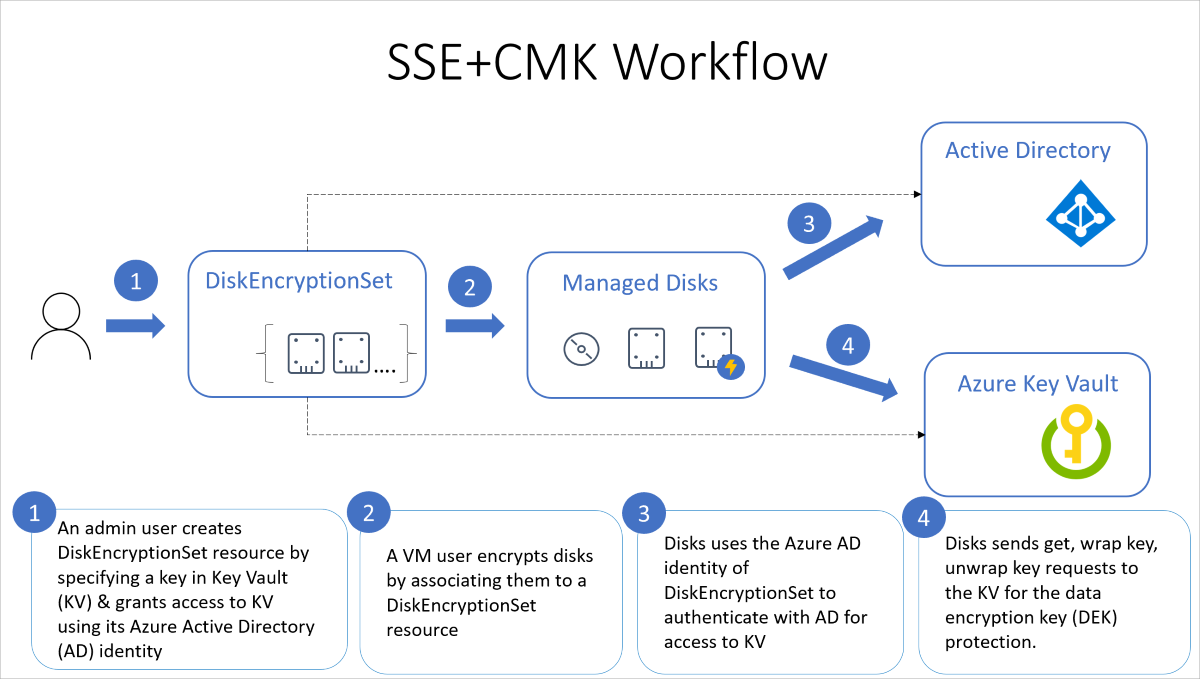 SSE+CMK Workflow
Active Directory
3
1
DiskEncryptionSet
2
Managed Disks
4
Azure Key Vault
....
1
An admin user creates
DiskEncryptionSet resource by
specifying a key in Key Vault
(KV) & grants access to KV
using its Azure Active Directory
(AD) identity
2
A VM user encrypts disks
by associating them to a
DiskEncryptionSet
resource
3
Disks uses the Azure AD
identity of
DiskEncryptionSet to
authenticate with AD for
access to KV
4
Disks sends get, wrap key,
unwrap key requests to
the KV for the data
encryption key (DEK)
protection.